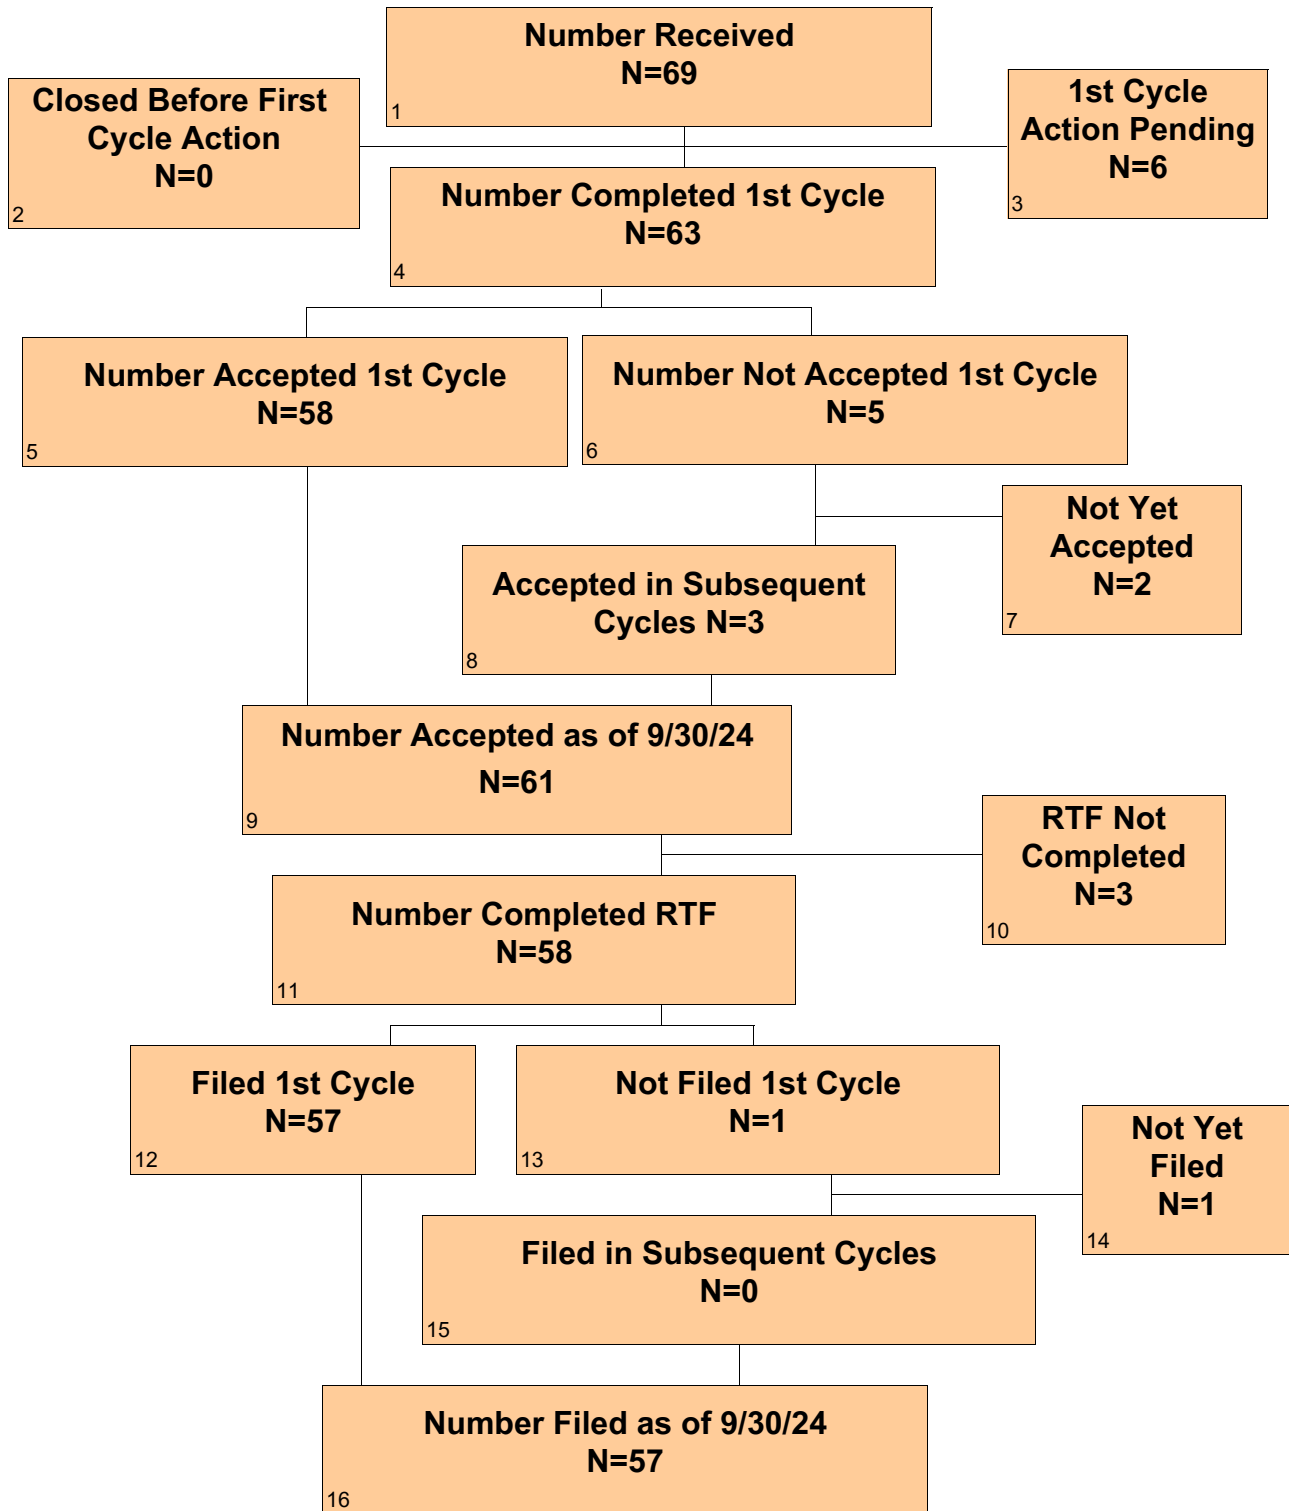 Number Received
N=69
1
Closed Before First
Cycle Action
N=0
2
1st Cycle
Action Pending
N=6
3
Number Completed 1st Cycle
N=63
4
Number Accepted 1st Cycle
N=58
5
Number Not Accepted 1st Cycle
N=5
6
Not Yet
Accepted
N=2
7
Accepted in Subsequent
Cycles N=3
8
Number Accepted as of 9/30/24
N=61
9
RTF Not
Completed
N=3
10
Number Completed RTF
N=58
11
Filed 1st Cycle
N=57
12
Not Filed 1st Cycle
N=1
13
Not Yet
Filed
N=1
14
Filed in Subsequent Cycles
N=0
15
Number Filed as of 9/30/24
N=57
16